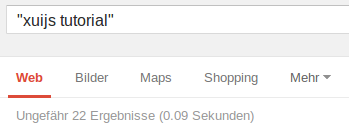 "xuijs tutorial"
Web Bilder Maps Shopping Mehr
Ungefähr 22 Ergebnisse (0.09 Sekunden)